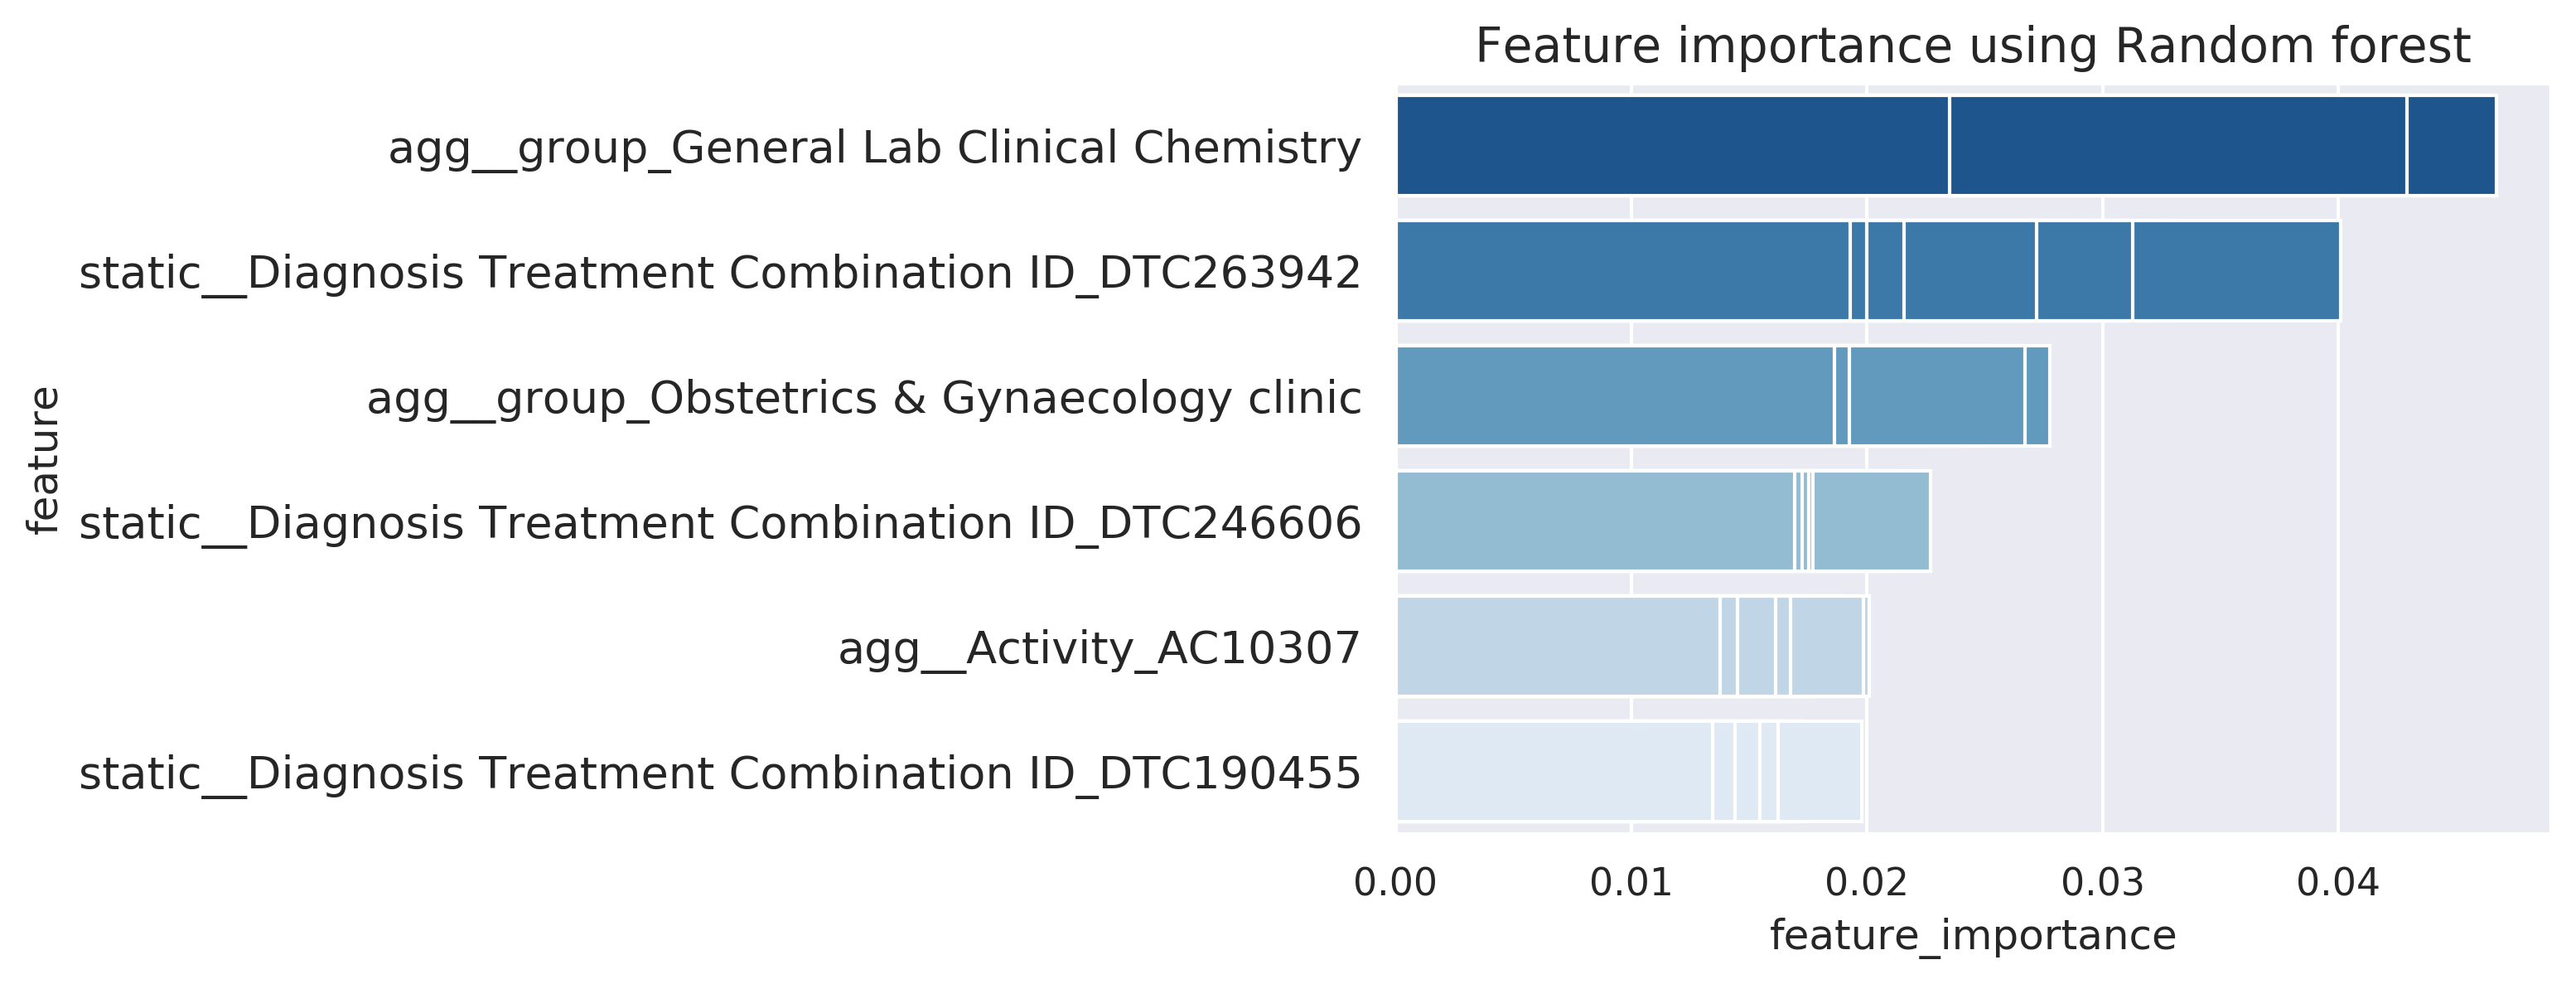 Feature importance using Random forest
feature
agg__group_General Lab Clinical Chemistry
static__Diagnosis Treatment Combination ID_DTC263942
agg__group_Obstetrics & Gynaecology clinic
static__Diagnosis Treatment Combination ID_DTC246606
agg__Activity_AC10307
static__Diagnosis Treatment Combination ID_DTC190455
0.00 0.01 0.02 0.03 0.04
feature_importance